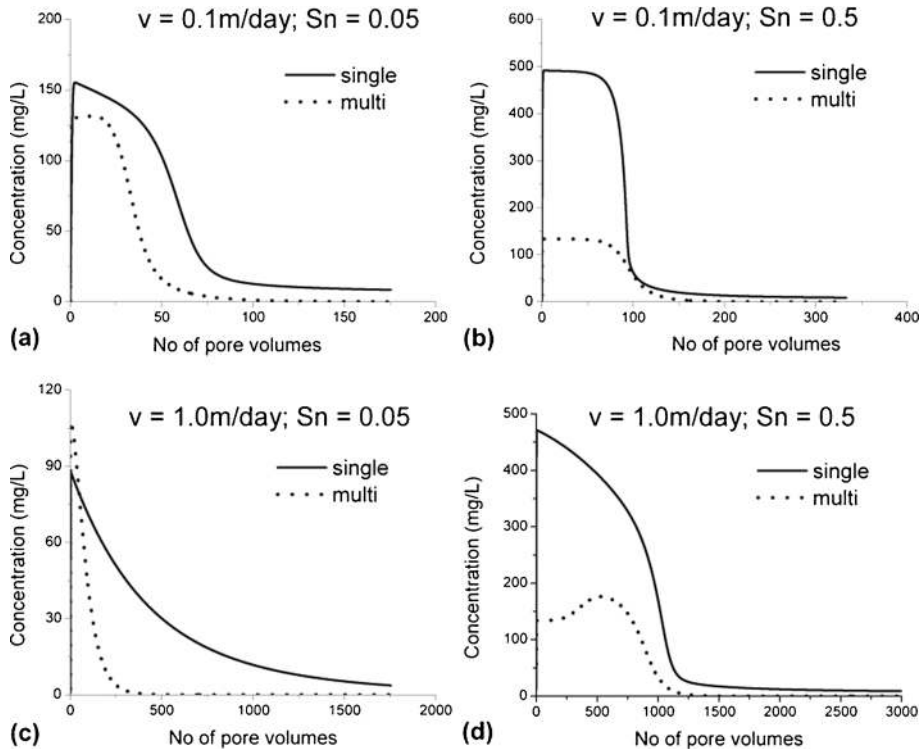 v = 0.1m/day; Sn = 0.05
200
150
100
50
0
Concentration (mg/L)
single
multi
0 50 100 150 200
(a)
No of pore volumes
v = 0.1m/day; Sn = 0.5
600
500
400
300
200
100
0
Concentration (mg/L)
single
multi
0 100 200 300 400
(b)
No of pore volumes
v = 1.0m/day; Sn = 0.05
120
90
60
30
0
Concentration (mg/L)
single
multi
0 500 1000 1500 2000
(c)
No of pore volumes
v = 1.0m/day; Sn = 0.5
500
400
300
200
100
0
Concentration (mg/L)
single
multi
0 500 1000 1500 2000 2500 3000
(d)
No of pore volumes